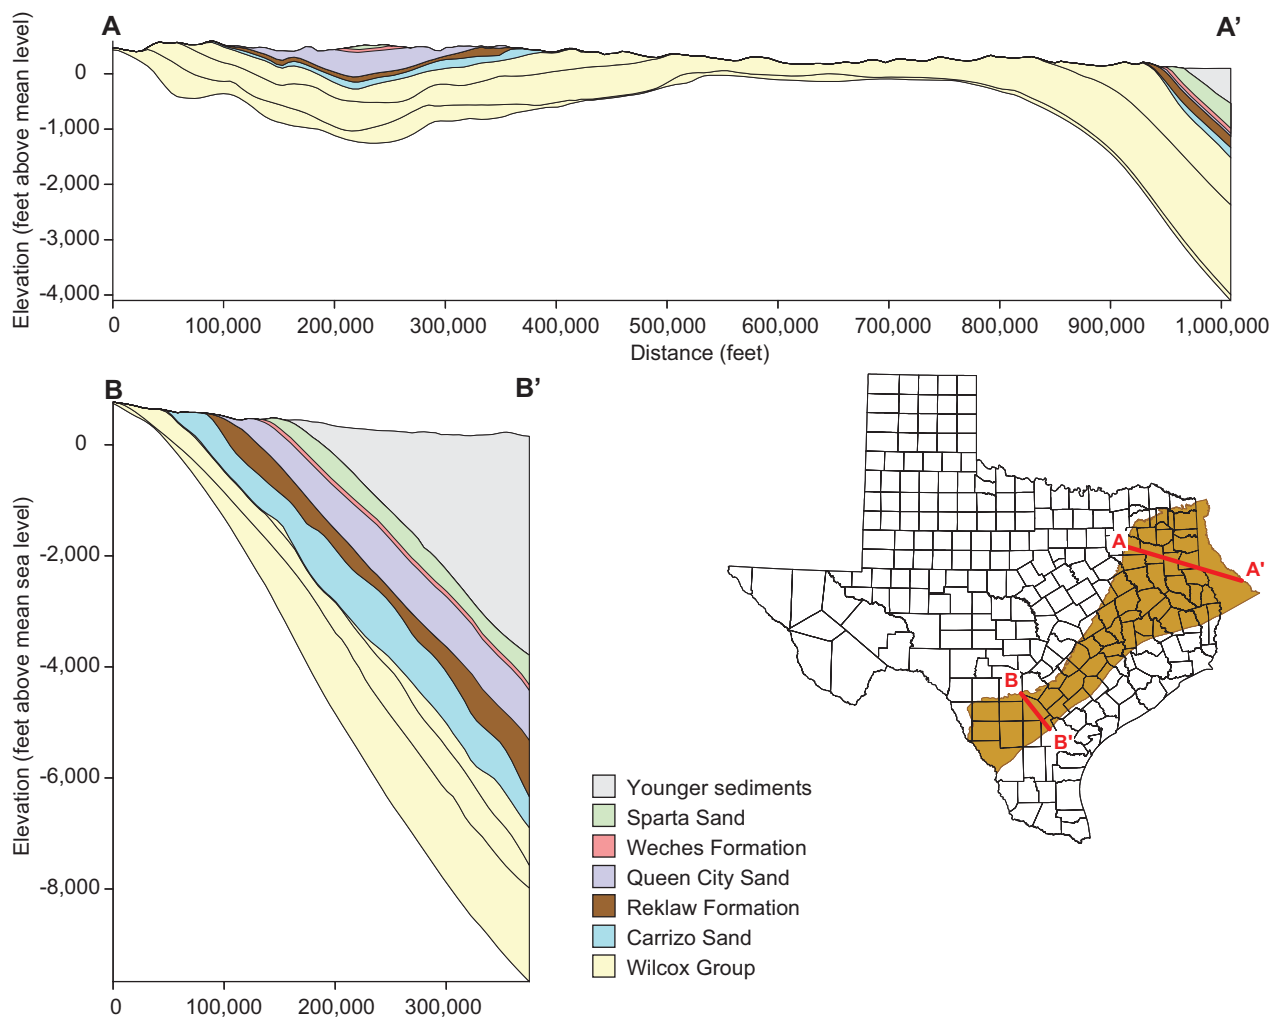 A
A’
Elevation (feet above mean level)
0
-1,000
-2,000
-3,000
-4,000
0
100,000
200,000
300,000
400,000
500,000
600,000
700,000
800,000
900,000
1,000,000
Distance (feet)
B
B’
Elevation (feet above mean sea level)
0
-2,000
-4,000
-6,000
-8,000
0
100,000
200,000
300,000
Younger sediments
Sparta Sand
Weches Formation
Queen City Sand
Reklaw Formation
Carrizo Sand
Wilcox Group
A
A'
B
B'